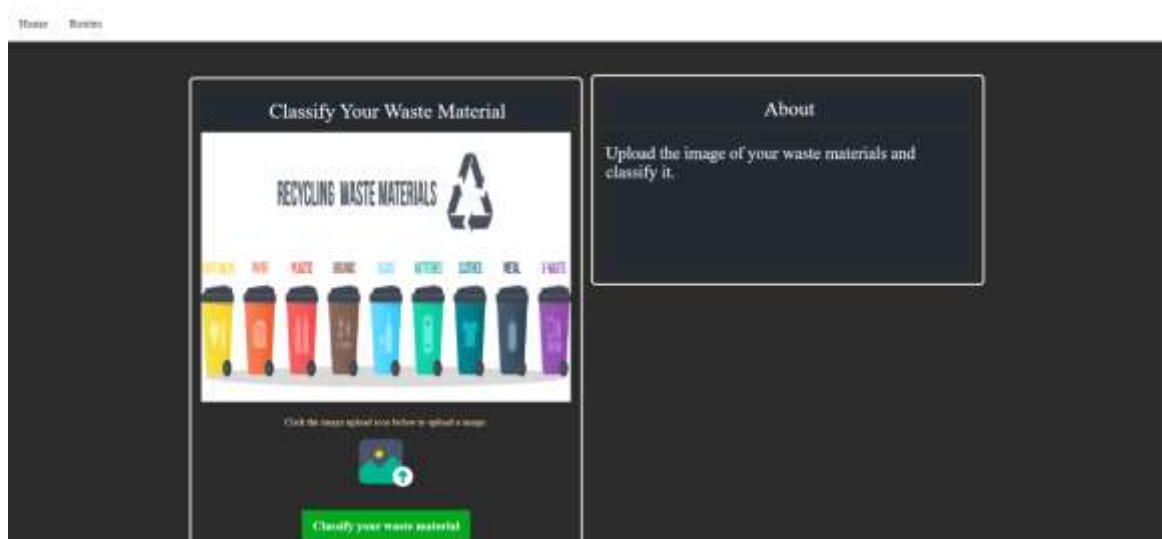 Home Routes
Classify Your Waste Material
RECYCLING WASTE MATERIALS
PAPER PLASTIC ORGANIC GLASS BATTERIES CLOTHES METAL E-WASTE
Click the image upload icon below to upload a image
Classify your waste material
About
Upload the image of your waste materials and
classify it.